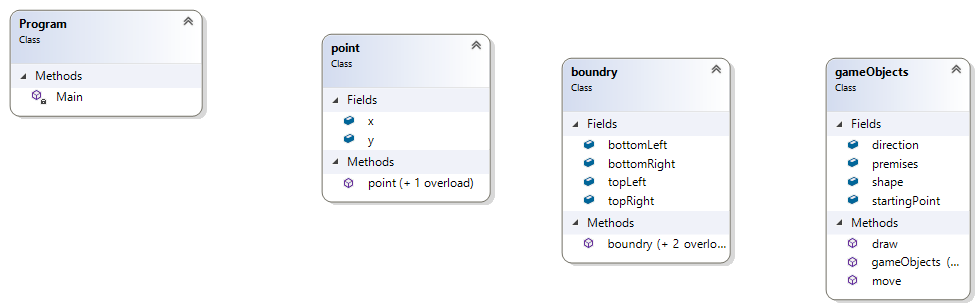 Program
Class
Methods
Main
point
Class
Fields
x
y
Methods
point (+ 1 overload)
boundry
Class
Fields
bottomLeft
bottomRight
topLeft
topRight
Methods
boundry (+ 2 overlo...
gameObjects
Class
Fields
direction
premises
shape
startingPoint
Methods
draw
gameObjects (...
move